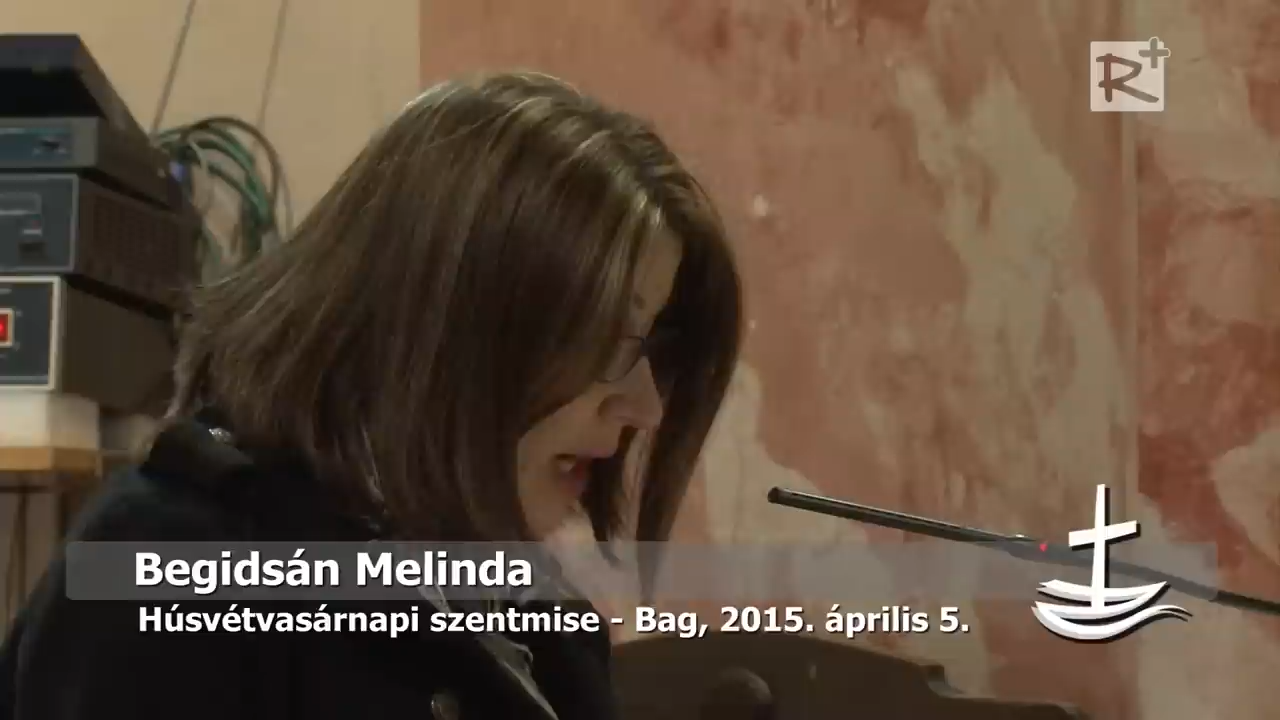 R+
Begidsán Melinda
Húsvétvasárnapi szentmise - Bag, 2015. április 5.